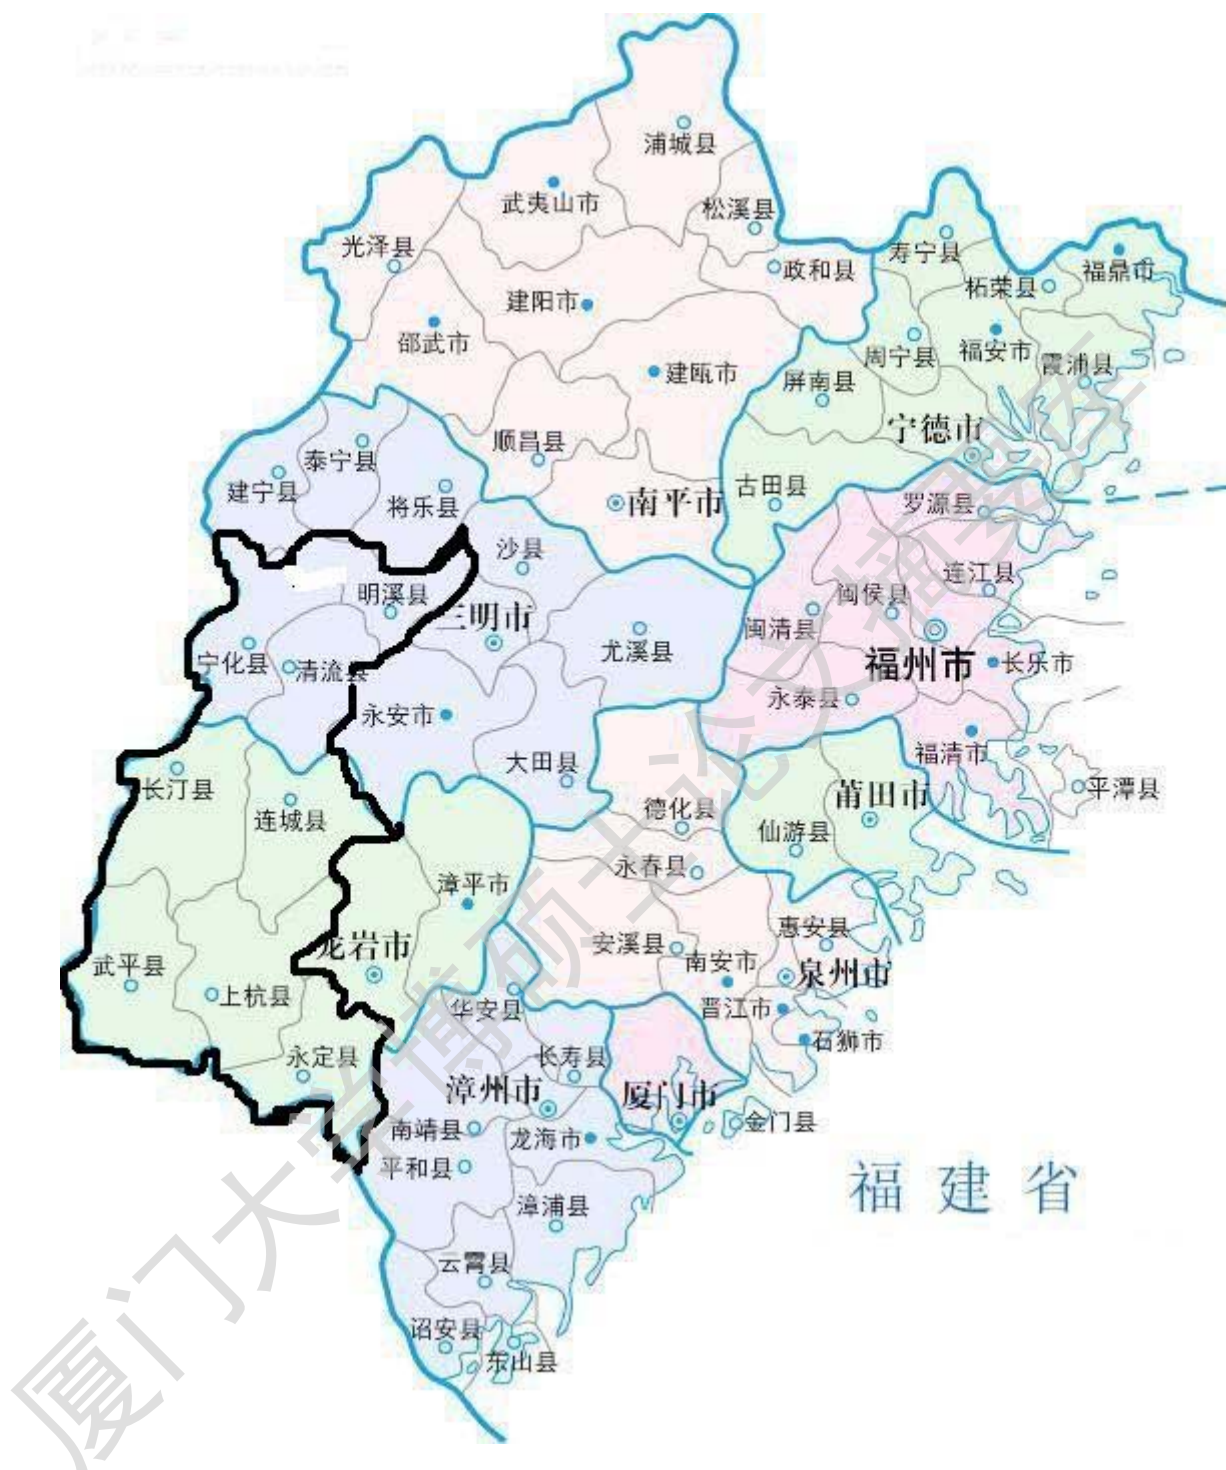 浦城县
武夷山市
松溪县
光泽县
寿宁县
政和县
福鼎市
柘荣县
建阳市
邵武市
福安市
周宁县
霞浦县
建瓯市
屏南县
宁德市
顺昌县
泰宁县
建宁县
古田县
将乐县
南平市
罗源县
沙县
连江县
明溪县
闽侯县
三明市
闽清县
尤溪县
宁化县
清流县
福州市
长乐市
永泰县
永安市
福清市
大田县
长汀县
平潭县
莆田市
德化县
连城县
仙游县
永春县
漳平市
惠安县
龙岩市
安溪县
南安市
武平县
泉州市
上杭县
华安县
晋江市
石狮市
永定县
长寿县
漳州市
厦门市
金门县
南靖县
龙海市
平和县
福建省
漳浦县
云霄县
诏安县
东山县
厦门大学博硕士论文摘要库